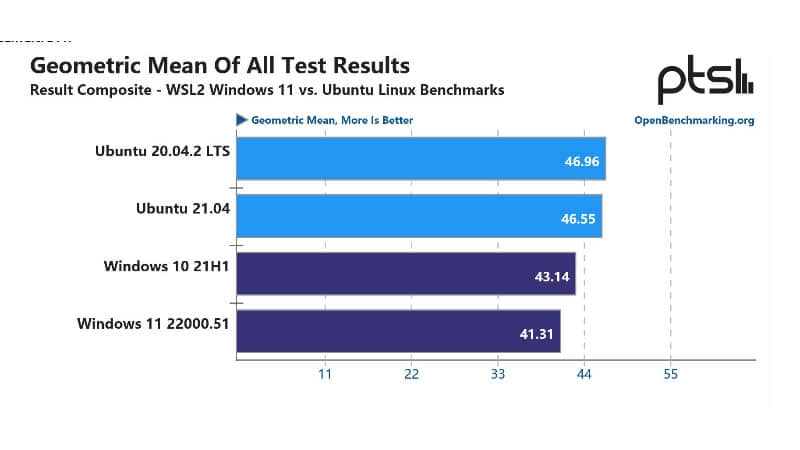 Geometric Mean Of All Test Results
Result Composite - WSL2 Windows 11 vs. Ubuntu Linux Benchmarks
ptsl
Geometric Mean, More Is Better
OpenBenchmarking.org
Ubuntu 20.04.2 LTS
46.96
Ubuntu 21.04
46.55
Windows 10 21H1
43.14
Windows 11 22000.51
41.31
11 22 33 44 55